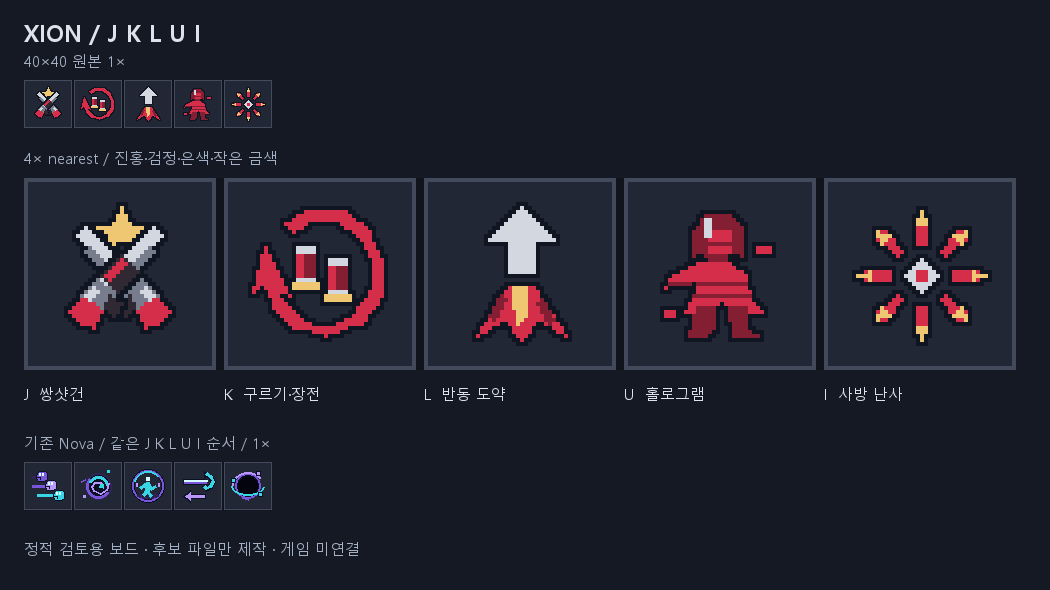 XION / J K L U I
40×40 원본 1×
4× nearest / 진홍·검정·은색·작은 금색
J 쌍샷건
K 구르기·장전
L 반동 도약
U 홀로그램
I 사방 난사
기존 Nova / 같은 J K L U I 순서 / 1×
정적 검토용 보드 · 후보 파일만 제작 · 게임 미연결